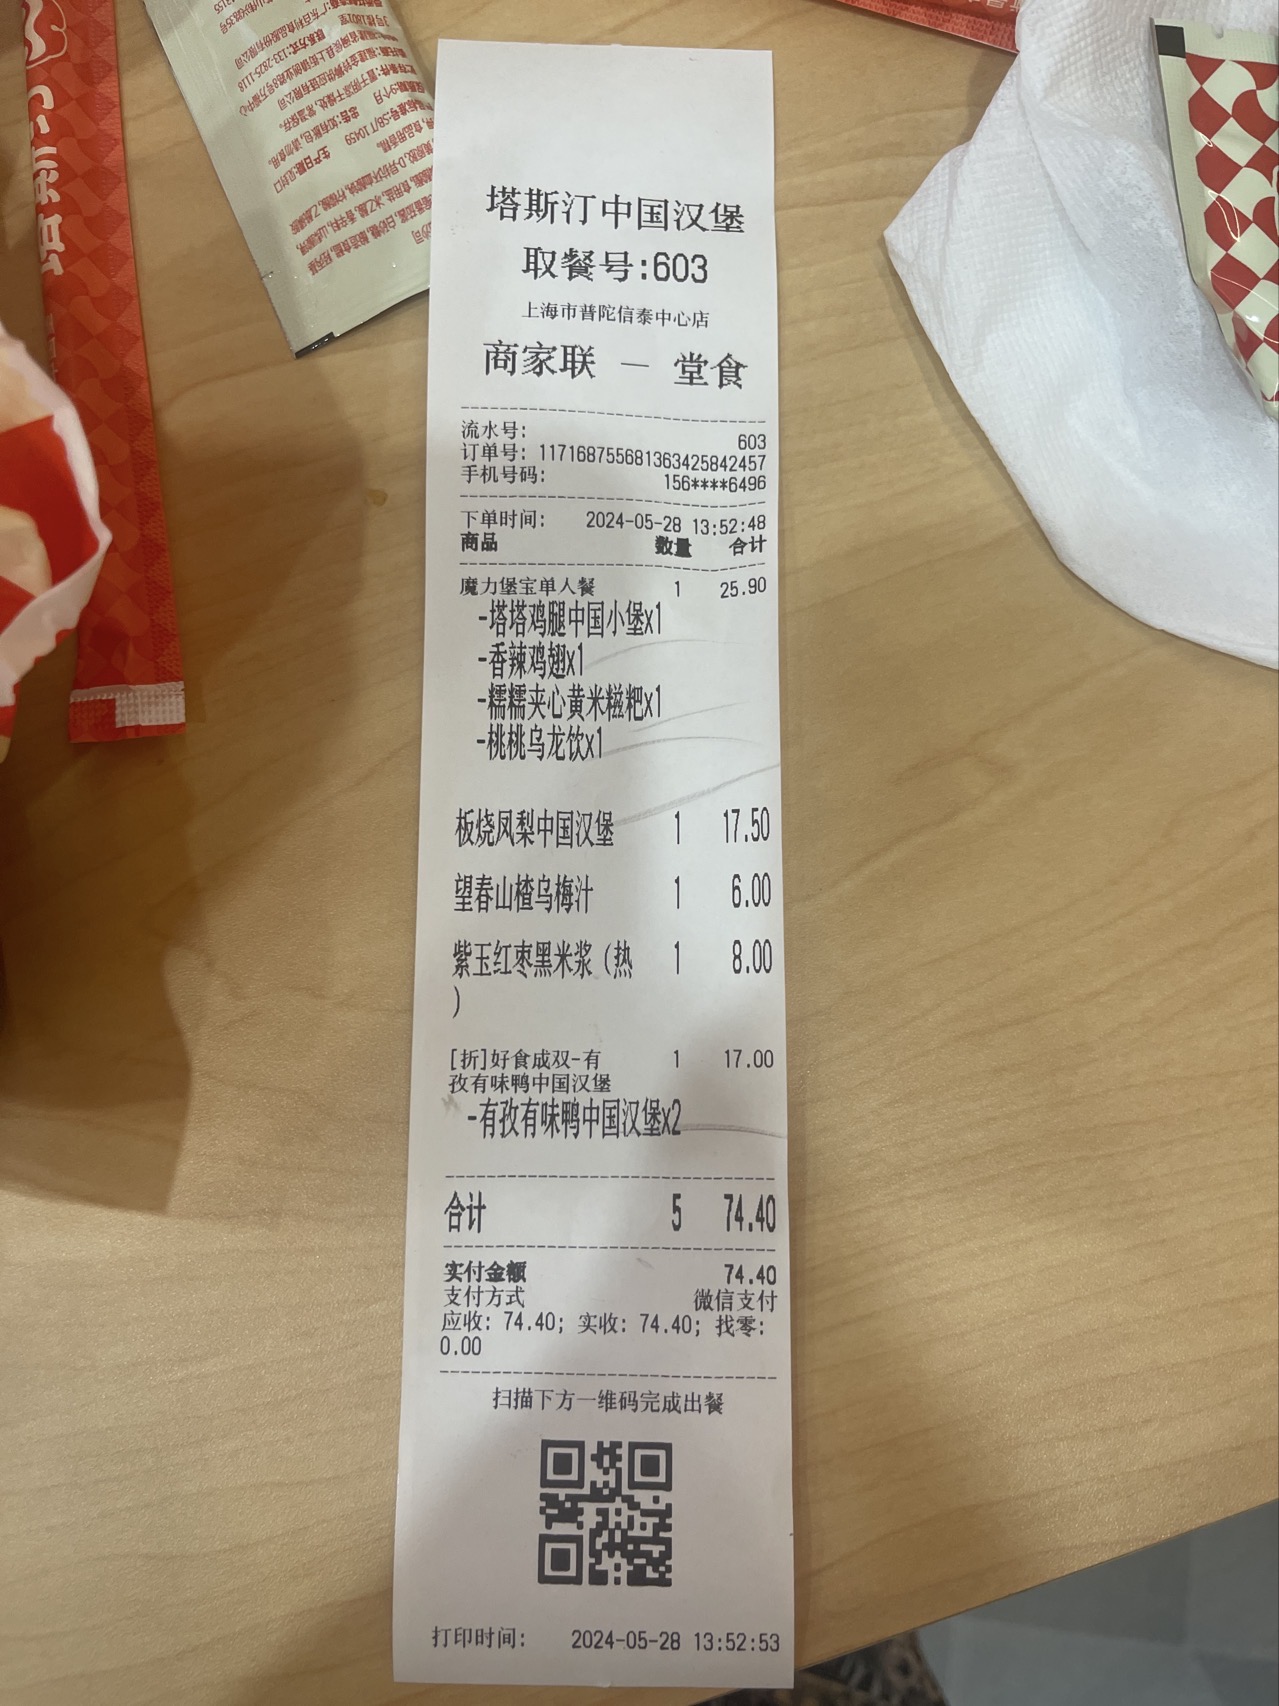 塔斯汀中国汉堡
取餐号:603
上海市普陀信泰中心店
商家联 — 堂食
流水号: 603
订单号: 117168755681363425842457
手机号码: 156****6496
下单时间: 2024-05-28 13:52:48
商品 数量 合计
魔力堡宝单人餐 1 25.90
-塔塔鸡腿中国小堡x1
-香辣鸡翅x1
-糯糯夹心黄米糍粑x1
-桃桃乌龙饮x1
板烧凤梨中国汉堡 1 17.50
望春山楂乌梅汁 1 6.00
紫玉红枣黑米浆（热 1 8.00
）
[折]好食成双-有 1 17.00
孜有味鸭中国汉堡
-有孜有味鸭中国汉堡x2
合计 5 74.40
实付金额 74.40
支付方式 微信支付
应收: 74.40; 实收: 74.40; 找零:
0.00
扫描下方一维码完成出餐
打印时间: 2024-05-28 13:52:53